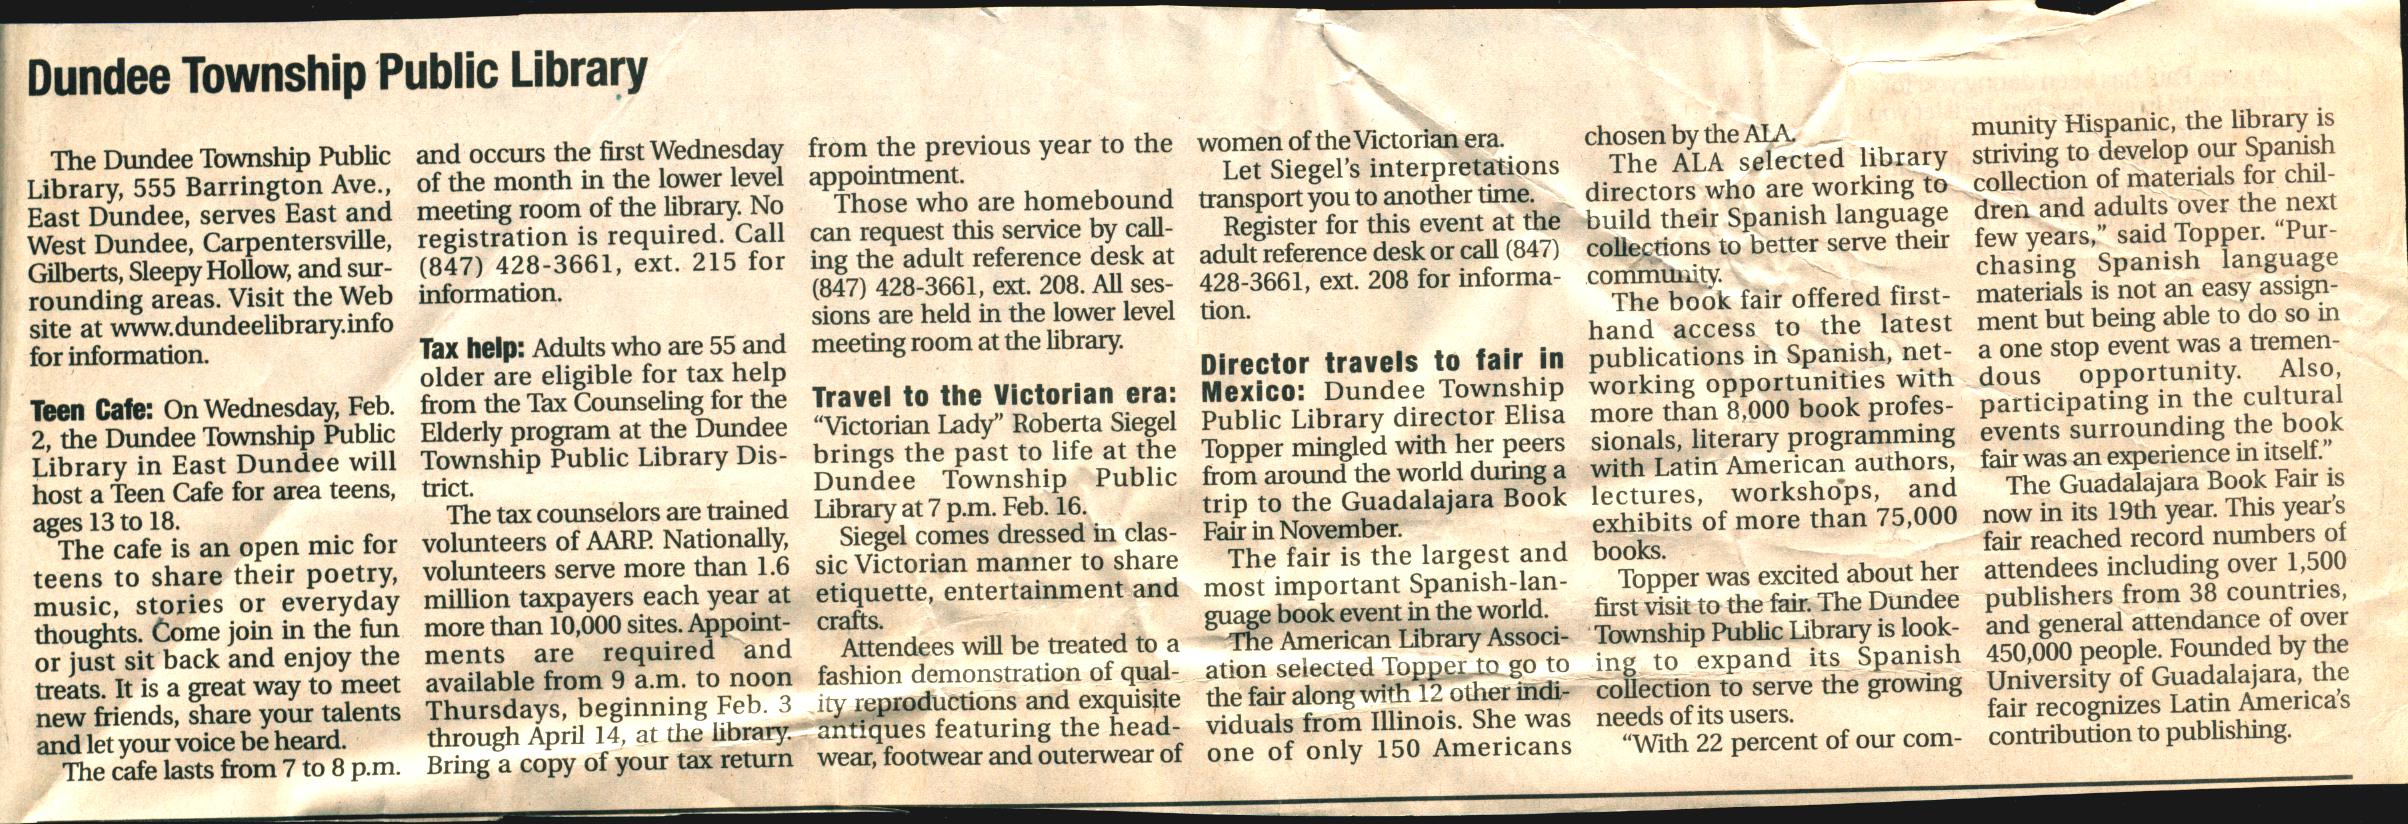 Dundee Township Public Library
The Dundee Township Public
Library, 555 Barrington Ave.,
East Dundee, serves East and
West Dundee, Carpentersville,
Gilberts, Sleepy Hollow, and sur-
rounding areas. Visit the Web
site at www.dundeelibrary.info
for information.
Teen Cafe: On Wednesday, Feb.
2, the Dundee Township Public
Library in East Dundee will
host a Teen Cafe for area teens,
ages 13 to 18.
The cafe is an open mic for
teens to share their poetry,
music, stories or everyday
thoughts. Come join in the fun
or just sit back and enjoy the
treats. It is a great way to meet
new friends, share your talents
and let your voice be heard.
The cafe lasts from 7 to 8 p.m.
and occurs the first Wednesday
of the month in the lower level
meeting room of the library. No
registration is required. Call
(847) 428-3661, ext. 215 for
information.
Tax help: Adults who are 55 and
older are eligible for tax help
from the Tax Counseling for the
Elderly program at the Dundee
Township Public Library Dis-
trict.
The tax counselors are trained
volunteers of AARP. Nationally,
volunteers serve more than 1.6
million taxpayers each year at
more than 10,000 sites. Appoint-
ments are required and
available from 9 a.m. to noon
Thursdays, beginning Feb. 3
through April 14, at the library.
Bring a copy of your tax return
from the previous year to the
appointment.
Those who are homebound
can request this service by call-
ing the adult reference desk at
(847) 428-3661, ext. 208. All ses-
sions are held in the lower level
meeting room at the library.
Travel to the Victorian era:
“Victorian Lady” Roberta Siegel
brings the past to life at the
Dundee Township Public
Library at 7 p.m. Feb. 16.
Siegel comes dressed in clas-
sic Victorian manner to share
etiquette, entertainment and
crafts.
Attendees will be treated to a
fashion demonstration of qual-
ity reproductions and exquisite
antiques featuring the head-
wear, footwear and outerwear of
women of the Victorian era.
Let Siegel's interpretations
transport you to another time.
Register for this event at the
adult reference desk or call (847)
428-3661, ext. 208 for informa-
tion.
Director travels to fair in
Mexico: Dundee Township
Public Library director Elisa
Topper mingled with her peers
from around the world during a
trip to the Guadalajara Book
Fair in November.
The fair is the largest and
most important Spanish-lan-
guage book event in the world.
The American Library Associ-
ation selected Topper to go to
the fair along with 12 other indi-
viduals from Illinois. She was
one of only 150 Americans
chosen by the ALA.
The ALA selected library
directors who are working to
build their Spanish language
collections to better serve their
community.
The book fair offered first-
hand access to the latest
publications in Spanish, net-
working opportunities with
more than 8,000 book profes-
sionals, literary programming
with Latin American authors,
lectures, workshops, and
exhibits of more than 75,000
books.
Topper was excited about her
first visit to the fair. The Dundee
Township Public Library is look-
ing to expand its Spanish
collection to serve the growing
needs of its users.
“With 22 percent of our com-
munity Hispanic, the library is
striving to develop our Spanish
collection of materials for chil-
dren and adults over the next
few years,” said Topper. “Pur-
chasing Spanish language
materials is not an easy assign-
ment but being able to do so in
a one stop event was a tremen-
dous opportunity. Also,
participating in the cultural
events surrounding the book
fair was an experience in itself.”
The Guadalajara Book Fair is
now in its 19th year. This year's
fair reached record numbers of
attendees including over 1,500
publishers from 38 countries,
and general attendance of over
450,000 people. Founded by the
University of Guadalajara, the
fair recognizes Latin America's
contribution to publishing.